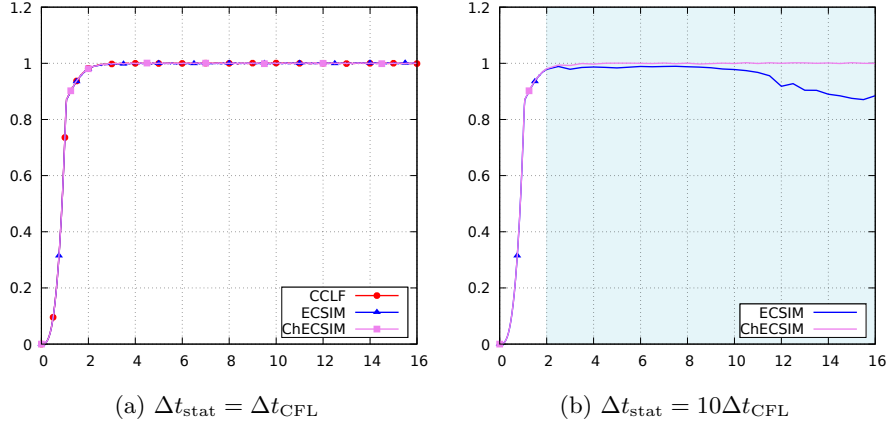 1.2
1
0.8
0.6
0.4
0.2
0
0 2 4 6 8 10 12 14 16
CCLF
ECSIM
ChECSIM
(a) Δt_stat = Δt_CFL
1.2
1
0.8
0.6
0.4
0.2
0
0 2 4 6 8 10 12 14 16
ECSIM
ChECSIM
(b) Δt_stat = 10Δt_CFL